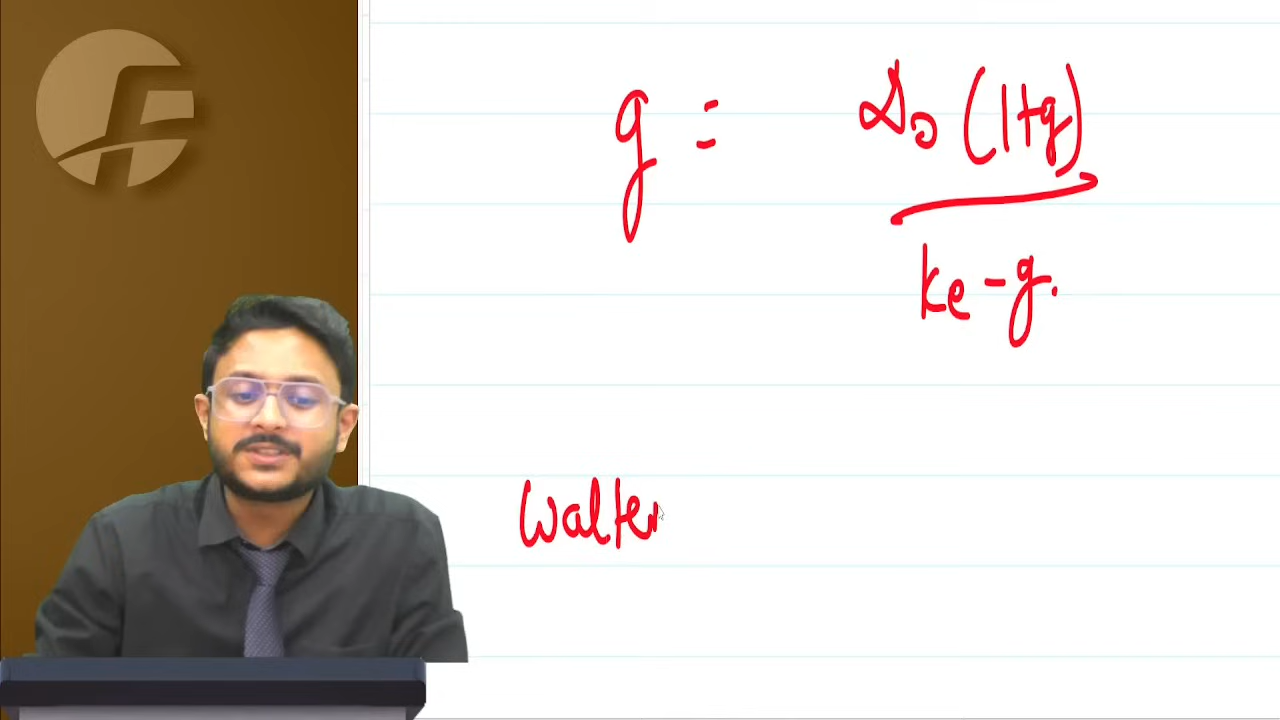 g = D₀ (1+g)
ke - g.
Walter